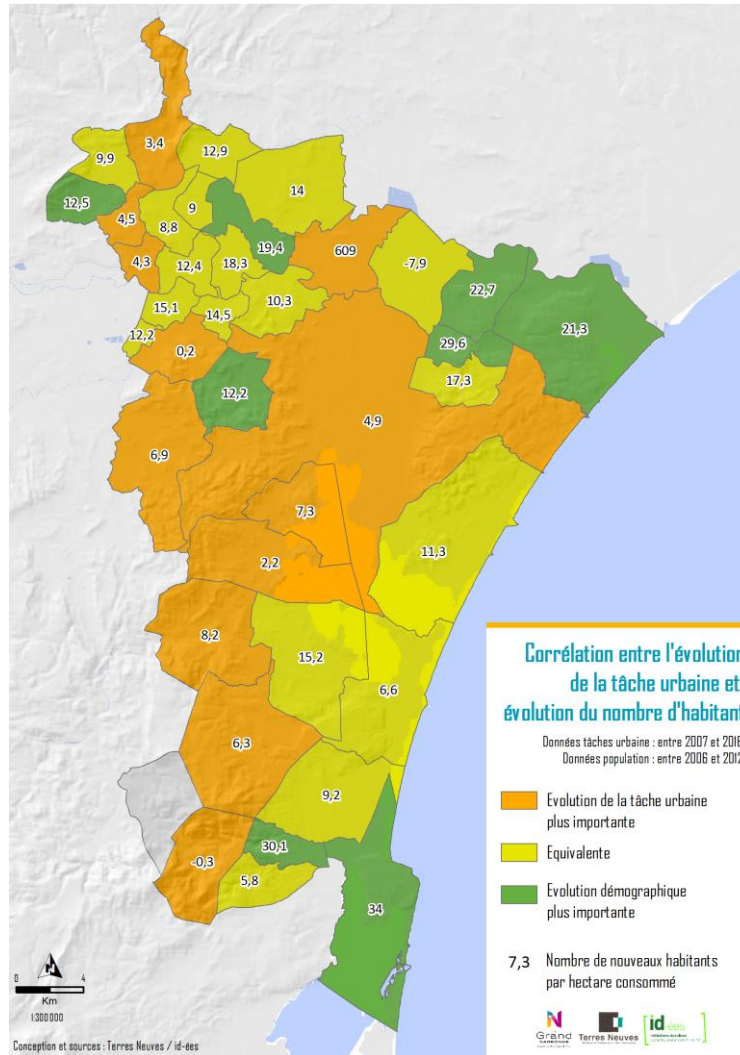 3,4
9,9
12,9
14
12,5
9
4,5
8,8
19,4
609
-7,9
4,3
12,4
18,3
22,7
10,3
15,1
14,5
21,3
12,2
29,6
0,2
17,3
12,2
4,9
6,9
7,3
11,3
2,2
8,2
15,2
6,6
6,3
9,2
30,1
-0,3
5,8
34
Corrélation entre l'évolution
de la tâche urbaine et
évolution du nombre d'habitant
Données tâches urbaine : entre 2007 et 2016
Données population : entre 2006 et 2012
Evolution de la tâche urbaine
plus importante
Equivalente
Evolution démographique
plus importante
7,3 Nombre de nouveaux habitants
par hectare consommé
N
0 4
Km
1:300 000
Conception et sources : Terres Neuves / id-ées
Grand
NARBONNE
Terres Neuves
id-ées